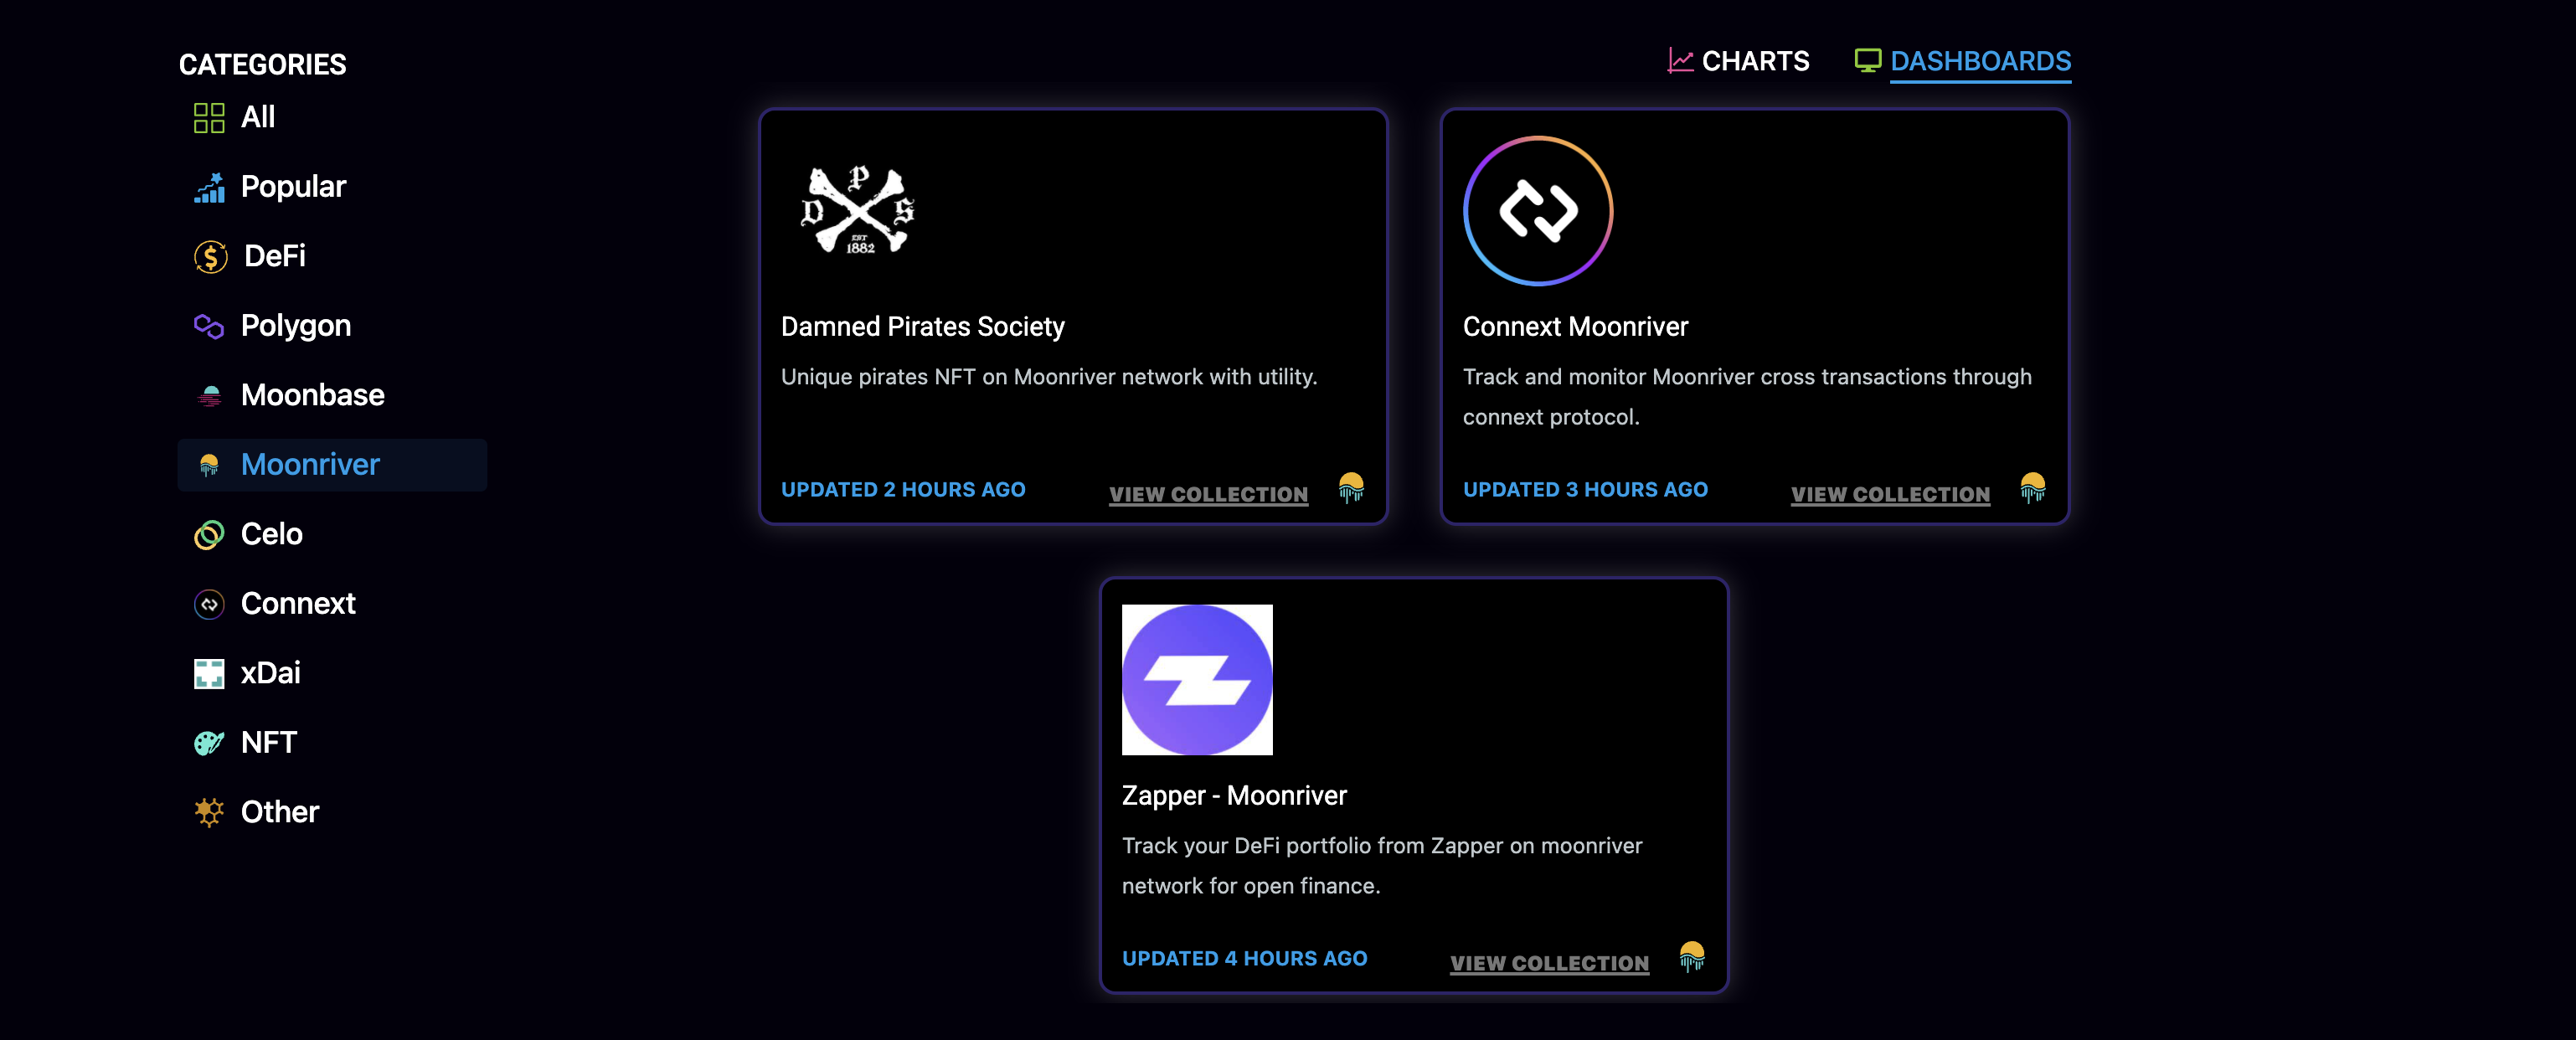 CATEGORIES
All
Popular
DeFi
Polygon
Moonbase
Moonriver
Celo
Connext
xDai
NFT
Other
CHARTS
DASHBOARDS
P
D S
EST
1882
Damned Pirates Society
Unique pirates NFT on Moonriver network with utility.
UPDATED 2 HOURS AGO
VIEW COLLECTION
Connext Moonriver
Track and monitor Moonriver cross transactions through
connext protocol.
UPDATED 3 HOURS AGO
VIEW COLLECTION
Zapper - Moonriver
Track your DeFi portfolio from Zapper on moonriver
network for open finance.
UPDATED 4 HOURS AGO
VIEW COLLECTION